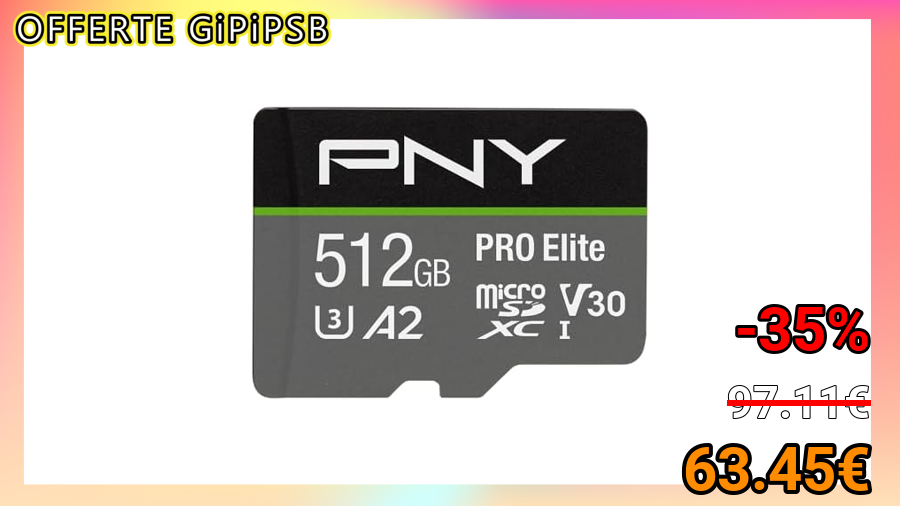 OFFERTE GiPiPSB
PNY
512GB
PRO Elite
3 A2
micro SD XC I
V30
-35%
97.11€
63.45€